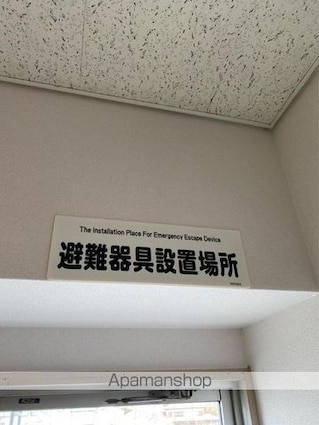 The Installation Place For Emergency Escape Device
避難器具設置場所
Apamanshop